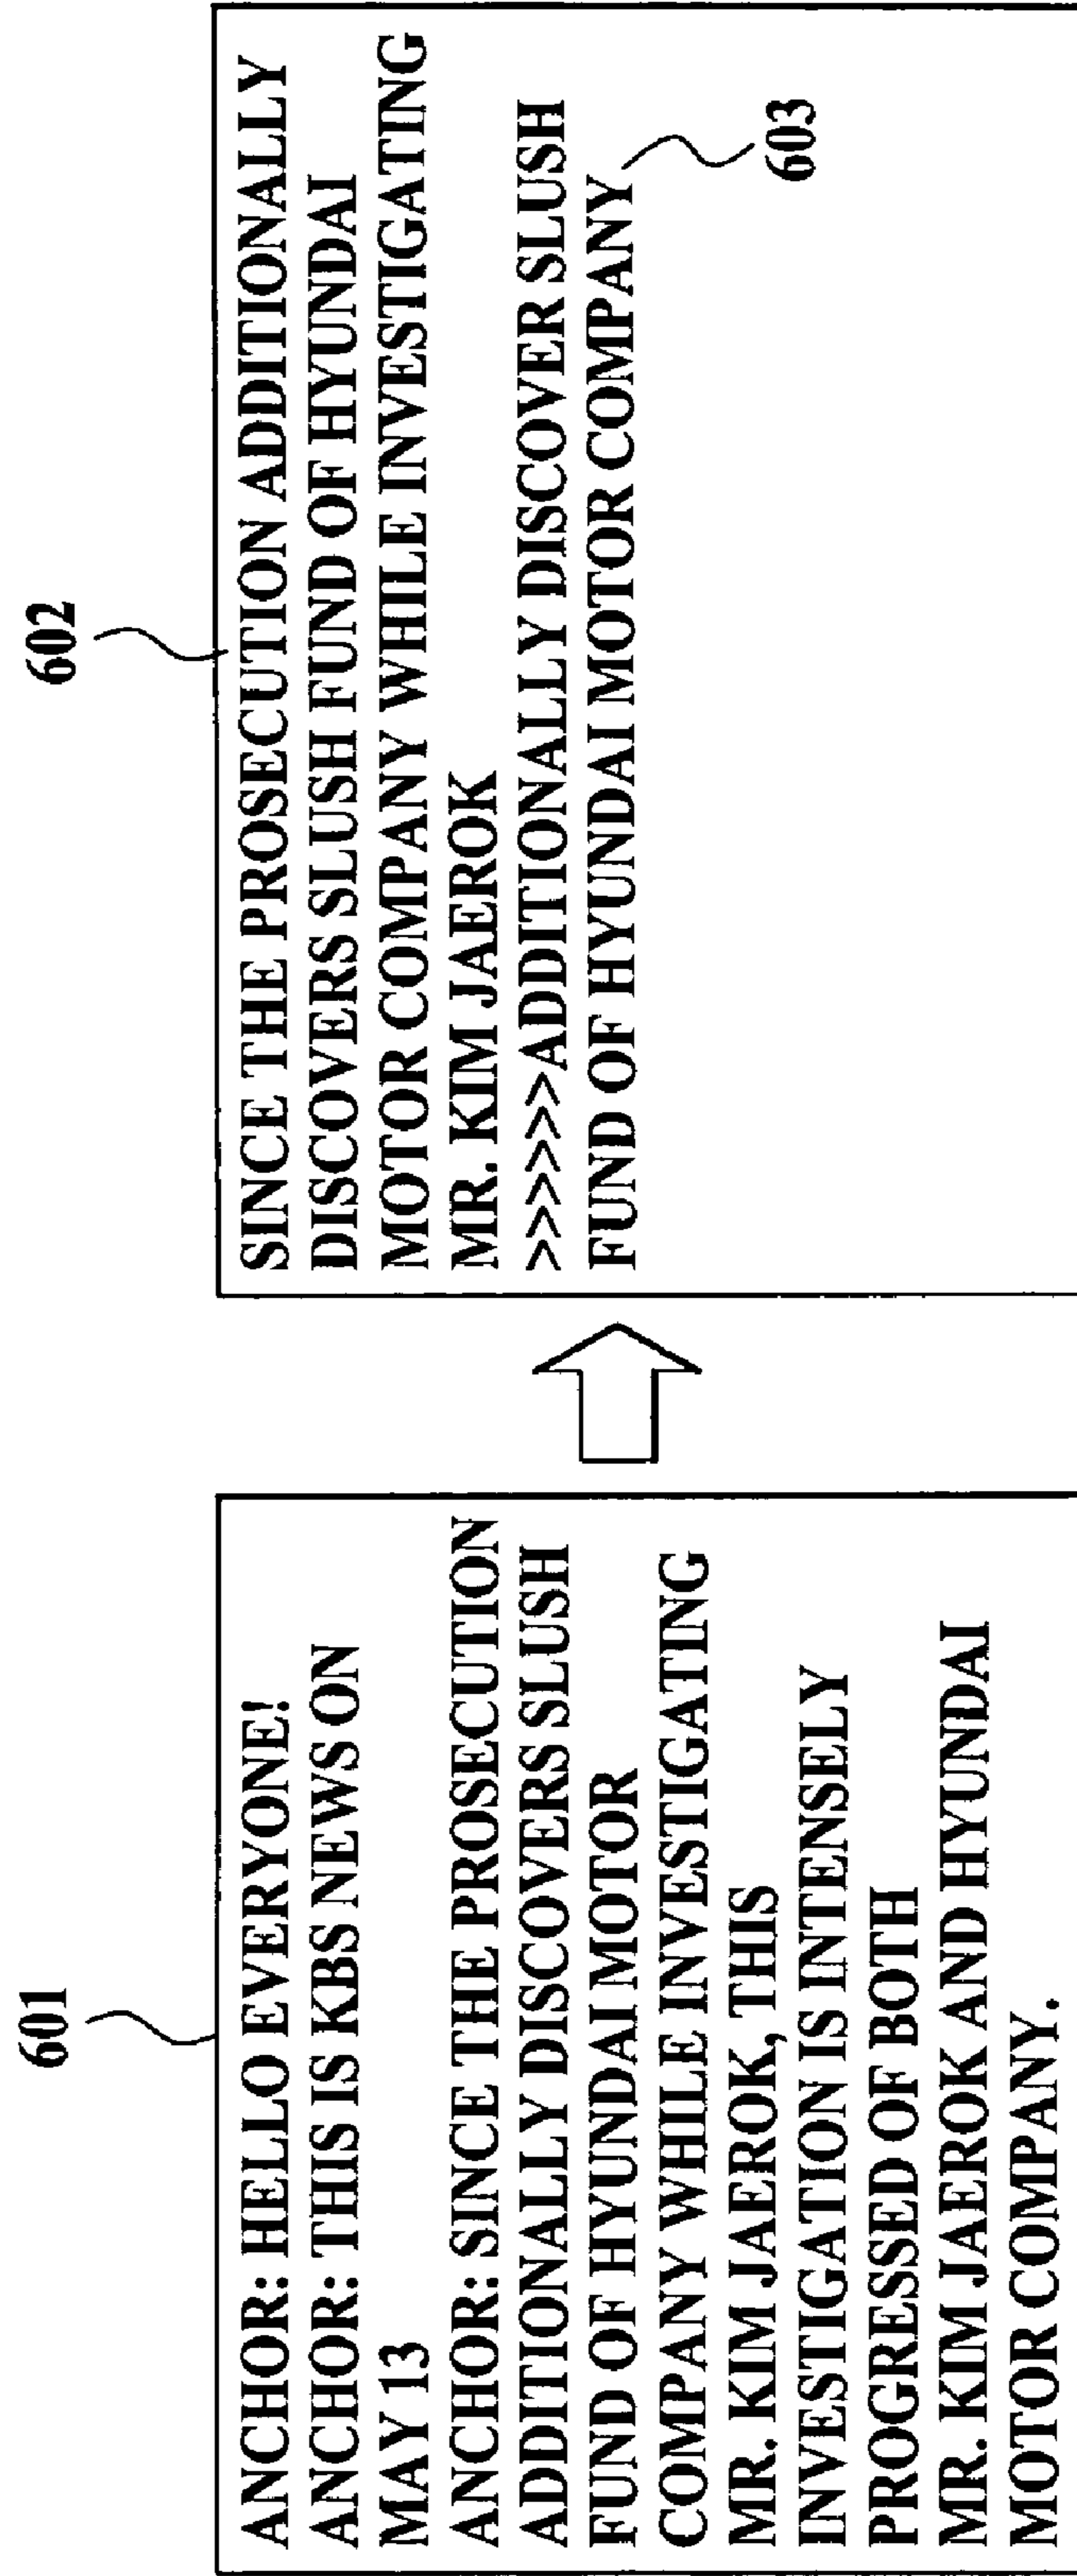 601
ANCHOR: HELLO EVERYONE!
ANCHOR: THIS IS KBS NEWS ON
MAY 13
ANCHOR: SINCE THE PROSECUTION
ADDITIONALLY DISCOVERS SLUSH
FUND OF HYUNDAI MOTOR
COMPANY WHILE INVESTIGATING
MR. KIM JAEROK, THIS
INVESTIGATION IS INTENSELY
PROGRESSED OF BOTH
MR. KIM JAEROK AND HYUNDAI
MOTOR COMPANY.
602
SINCE THE PROSECUTION ADDITIONALLY
DISCOVERS SLUSH FUND OF HYUNDAI
MOTOR COMPANY WHILE INVESTIGATING
MR. KIM JAEROK
>>>>>>ADDITIONALLY DISCOVER SLUSH
FUND OF HYUNDAI MOTOR COMPANY
603